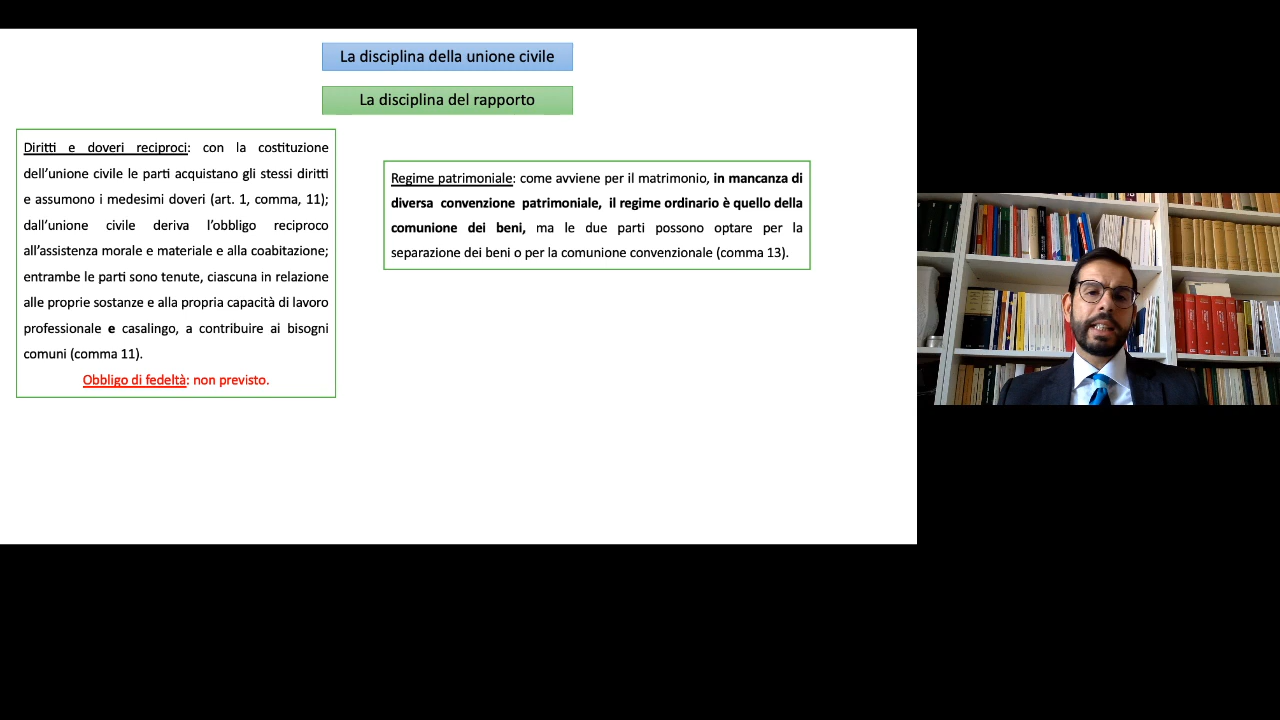 La disciplina della unione civile
La disciplina del rapporto
Diritti e doveri reciproci: con la costituzione
dell’unione civile le parti acquistano gli stessi diritti
e assumono i medesimi doveri (art. 1, comma, 11);
dall’unione civile deriva l’obbligo reciproco
all’assistenza morale e materiale e alla coabitazione;
entrambe le parti sono tenute, ciascuna in relazione
alle proprie sostanze e alla propria capacità di lavoro
professionale e casalingo, a contribuire ai bisogni
comuni (comma 11).
Obbligo di fedeltà: non previsto.
Regime patrimoniale: come avviene per il matrimonio, in mancanza di
diversa convenzione patrimoniale, il regime ordinario è quello della
comunione dei beni, ma le due parti possono optare per la
separazione dei beni o per la comunione convenzionale (comma 13).